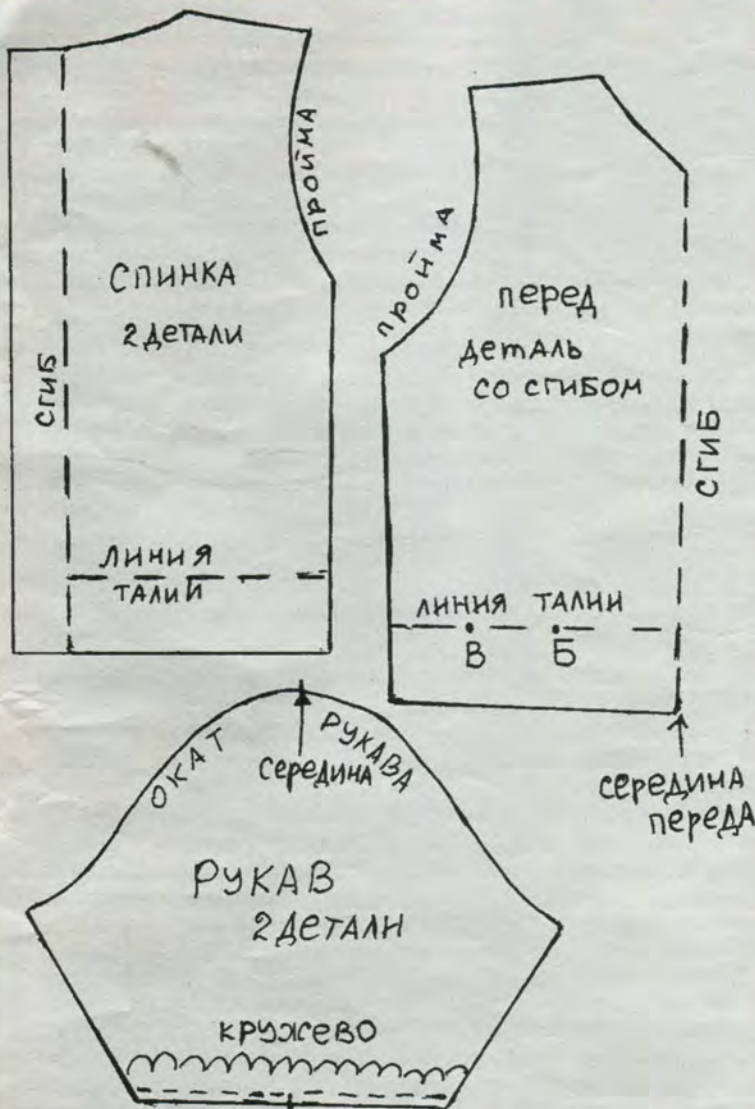 СПИНКА
2 ДЕТАЛИ
СГИБ
ПРОЙМА
ЛИНИЯ
ТАЛИИ
ПРОЙМА
перед
ДЕТАЛЬ
СО СГИБОМ
СГИБ
ЛИНИЯ ТАЛИИ
В Б
СЕРЕДИНА
ПЕРЕДА
ОКАТ РУКАВА
СЕРЕДИНА
РУКАВ
2 ДЕТАЛИ
КРУЖЕВО